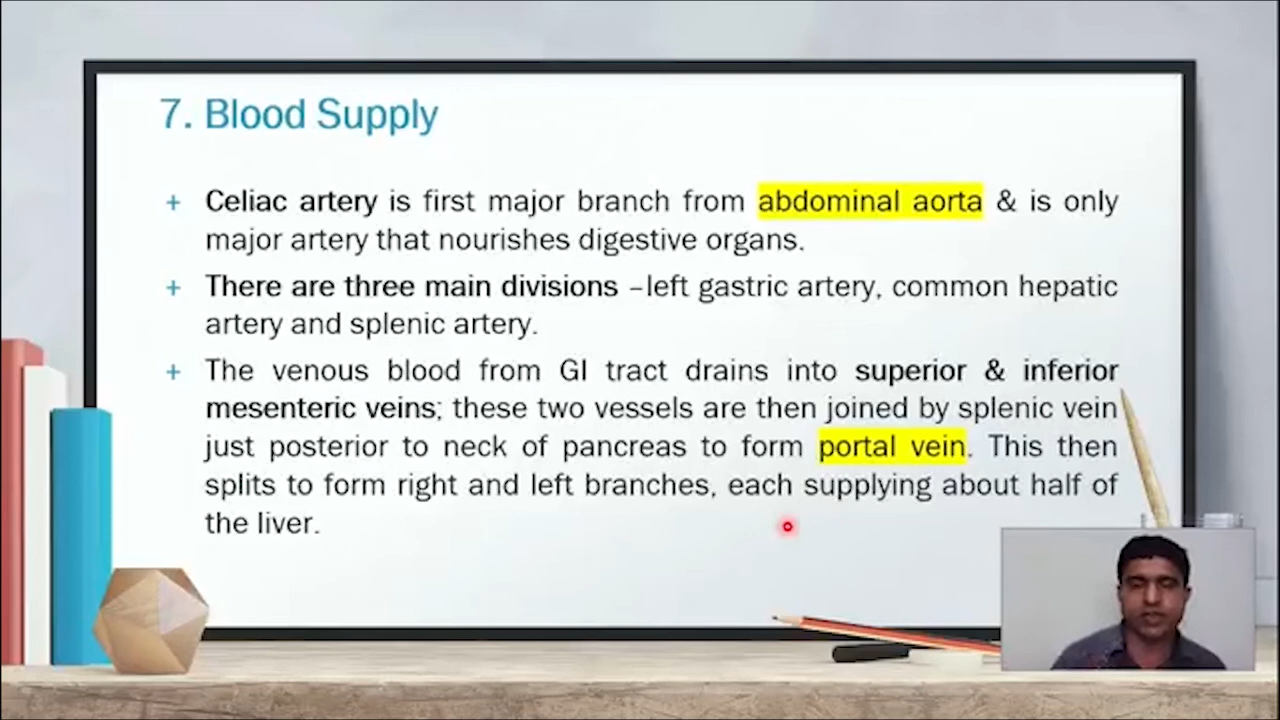 7. Blood Supply
+ Celiac artery is first major branch from abdominal aorta & is only
major artery that nourishes digestive organs.
+ There are three main divisions –left gastric artery, common hepatic
artery and splenic artery.
+ The venous blood from GI tract drains into superior & inferior
mesenteric veins; these two vessels are then joined by splenic vein
just posterior to neck of pancreas to form portal vein. This then
splits to form right and left branches, each supplying about half of
the liver.